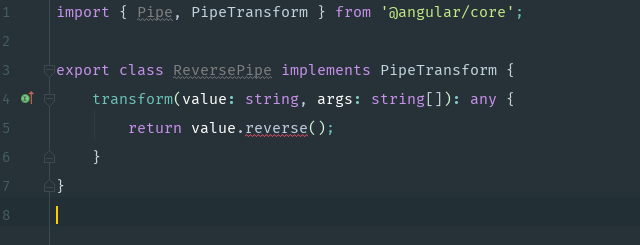 1 import { Pipe, PipeTransform } from '@angular/core';
2
3 export class ReversePipe implements PipeTransform {
4     transform(value: string, args: string[]): any {
5         return value.reverse();
6     }
7 }
8